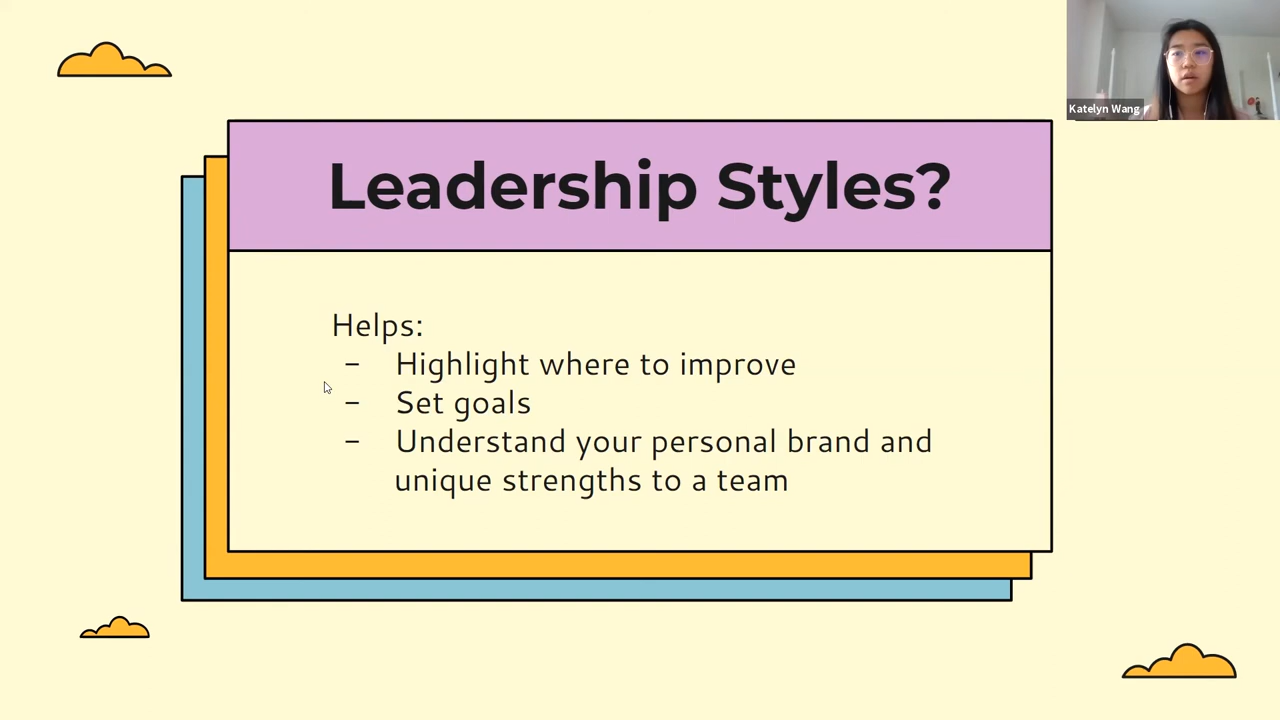 Katelyn Wang
Leadership Styles?
Helps:
- Highlight where to improve
- Set goals
- Understand your personal brand and
unique strengths to a team